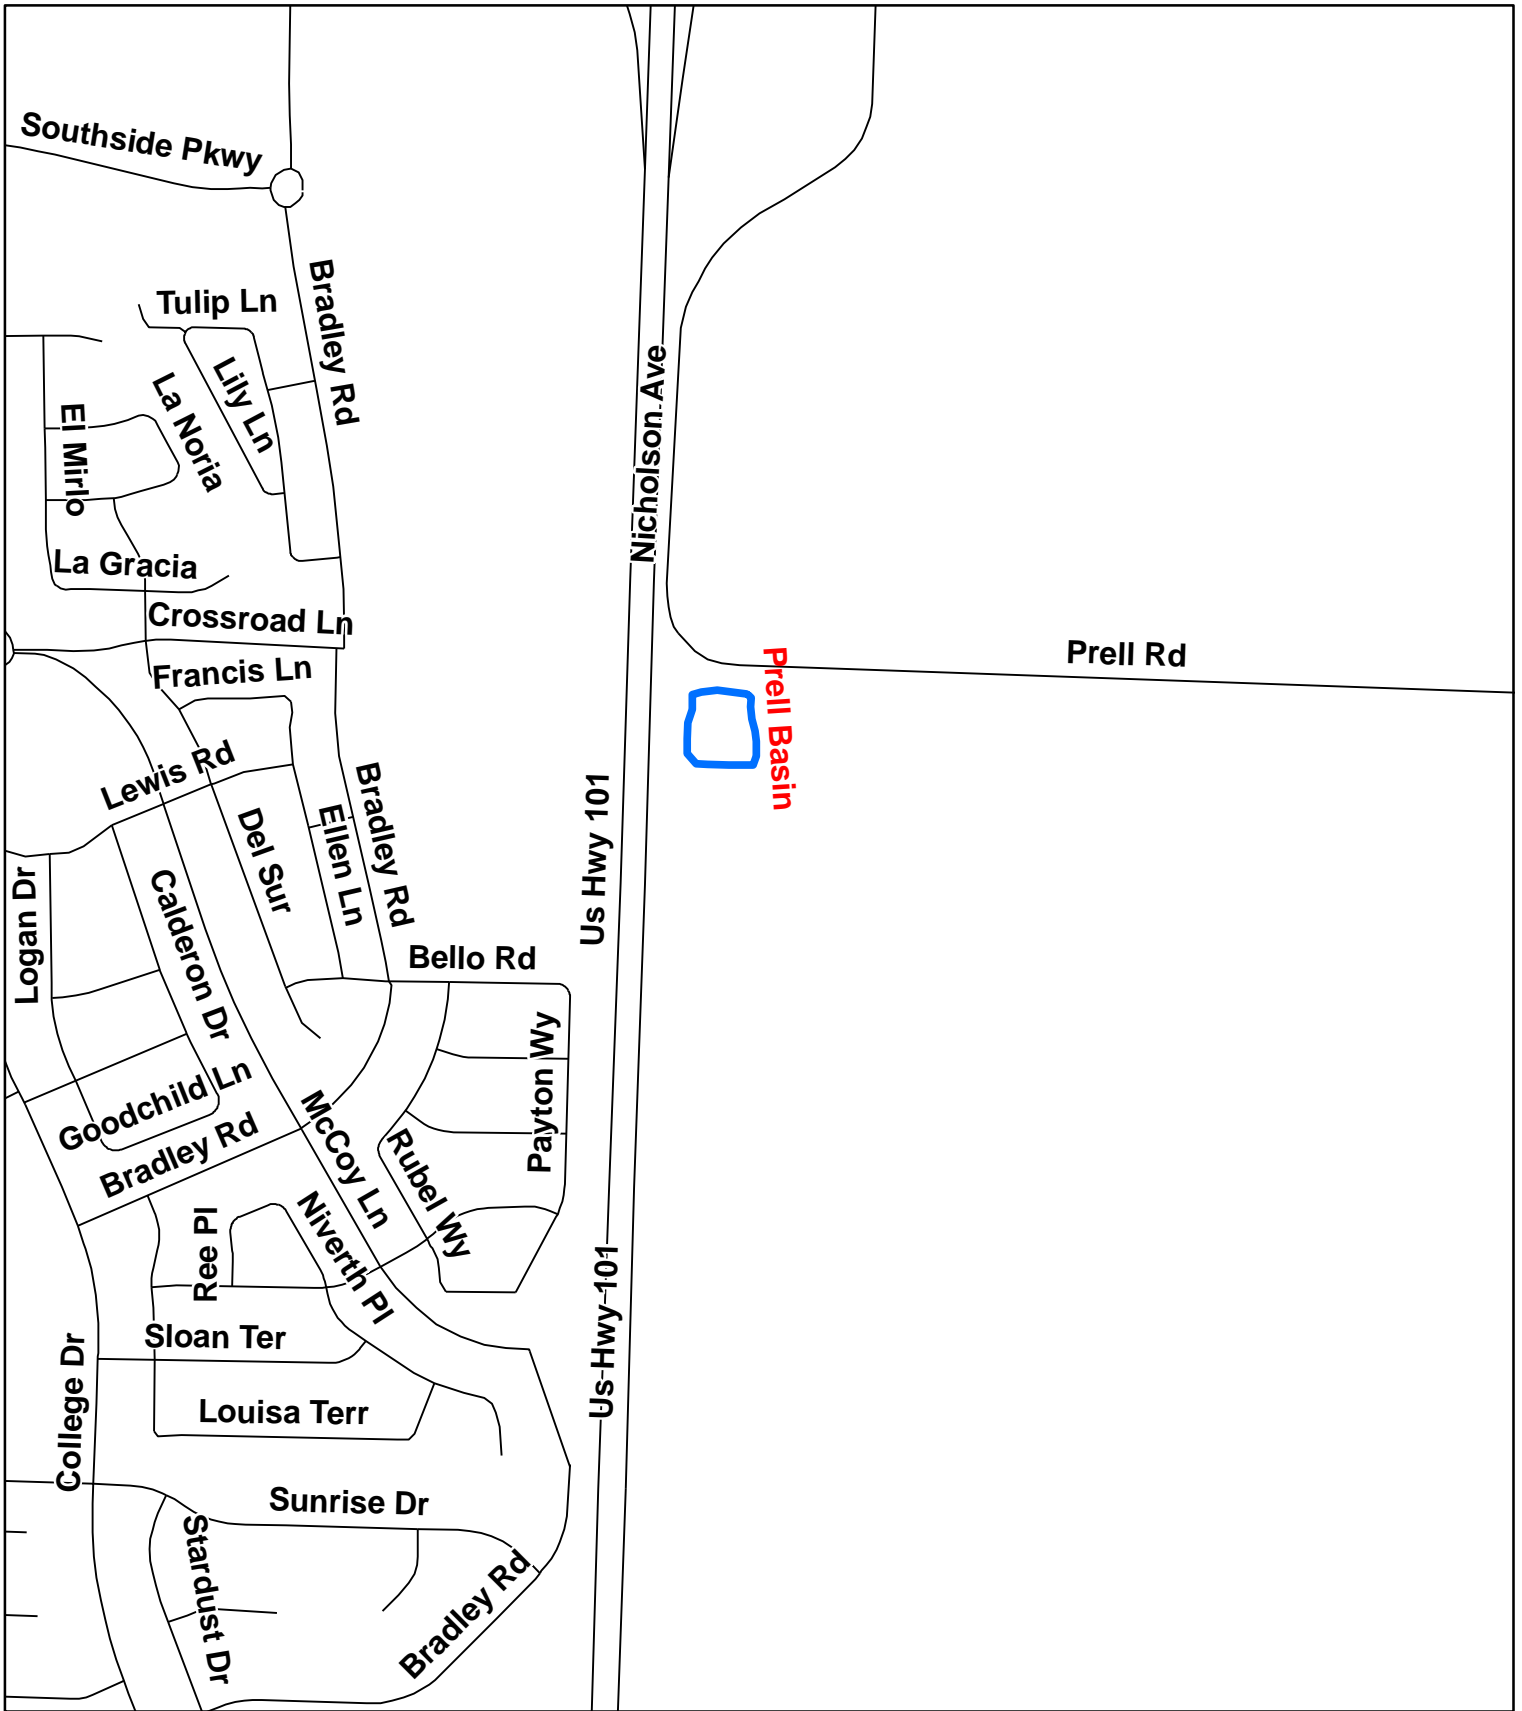 Southside Pkwy
Bradley Rd
Tulip Ln
Lily Ln
La Noria
El Mirlo
Nicholson Ave
La Gracia
Crossroad Ln
Francis Ln
Prell Rd
Prell Basin
Lewis Rd
Bradley Rd
Us Hwy 101
Ellen Ln
Del Sur
Calderon Dr
Logan Dr
Bello Rd
Payton Wy
Goodchild Ln
McCoy Ln
Bradley Rd
Rubel Wy
Niverth Pl
Ree Pl
Us Hwy 101
Sloan Ter
College Dr
Louisa Terr
Sunrise Dr
Stardust Dr
Bradley Rd